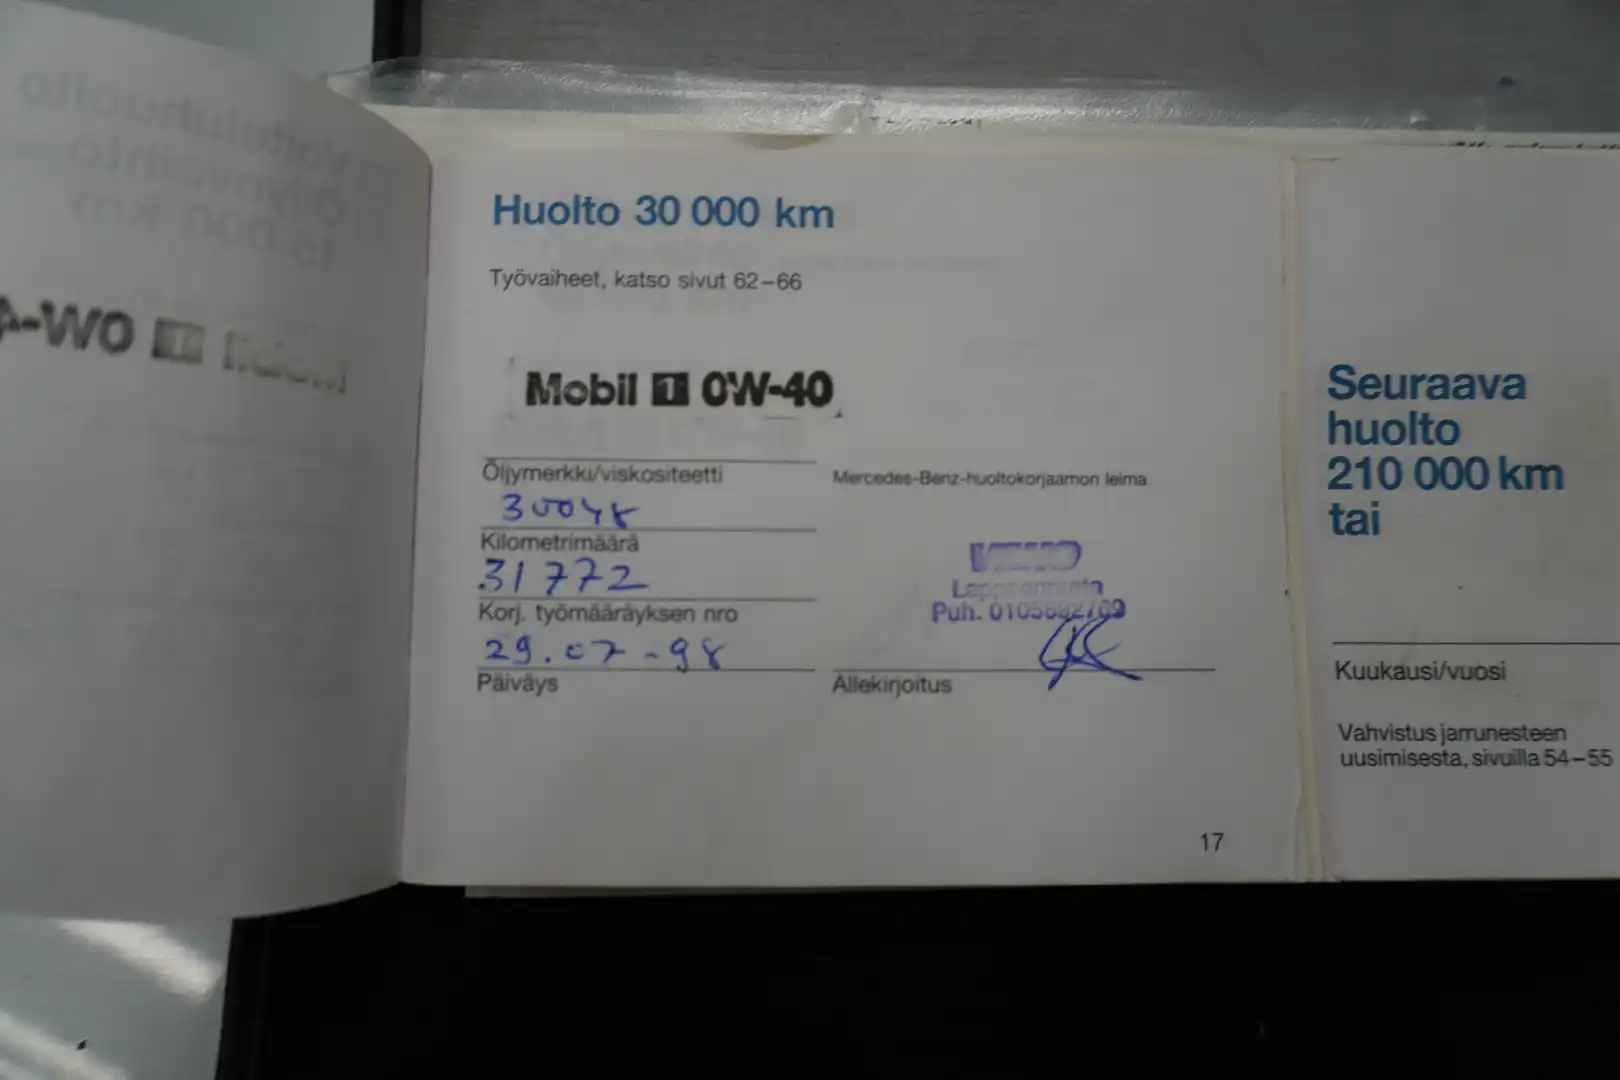 Huolto 30 000 km
Työvaiheet, katso sivut 62–66
Mobil 1 0W-40
Öljymerkki/viskositeetti
30048
Kilometrimäärä
31772
Korj. työmääräyksen nro
29.07-98
Päiväys
Mercedes-Benz-huoltokorjaamon leima
VEHO
Lappeenranta
Puh.
Allekirjoitus
17
Seuraava
huolto
210 000 km
tai
Kuukausi/vuosi
Vahvistus jarrunesteen
uusimisesta, sivuilla 54–55